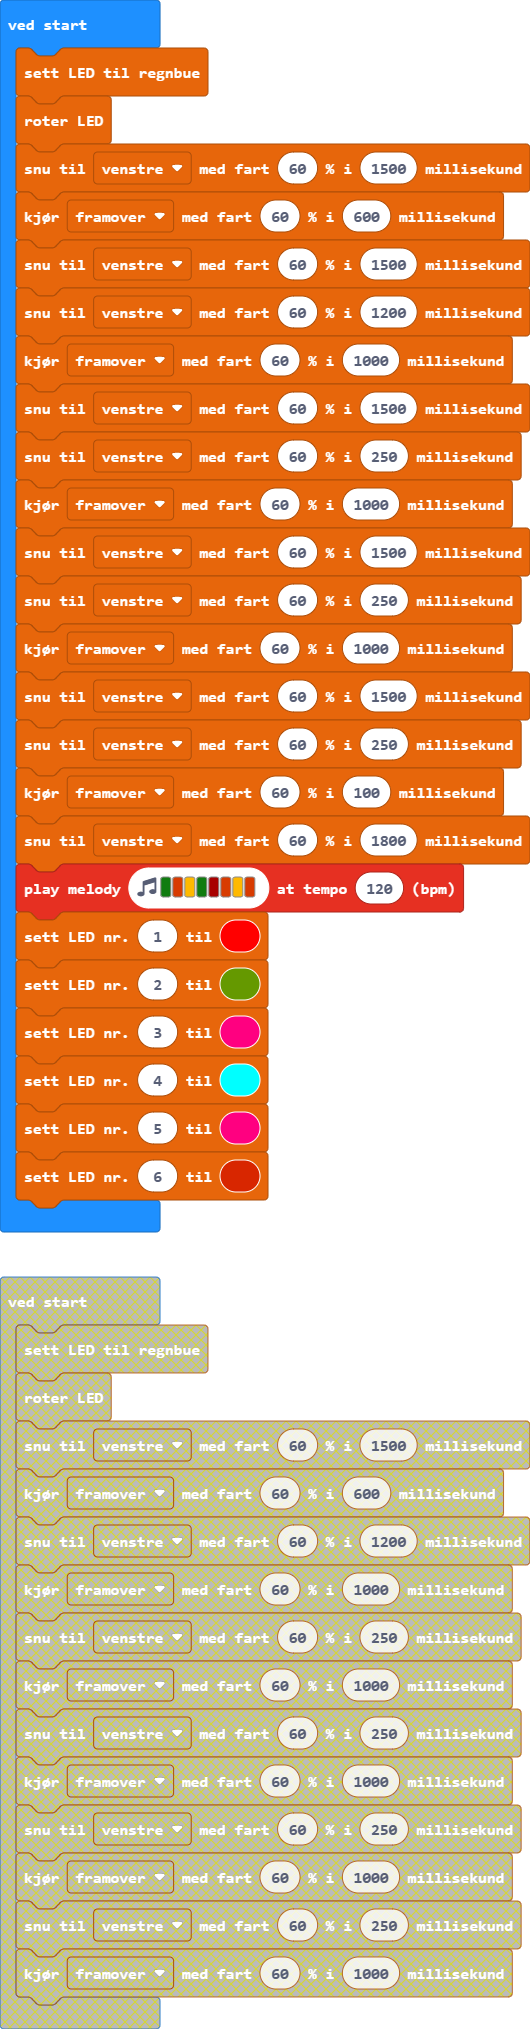 ved start
sett LED til regnbue
roter LED
snu til venstre med fart 60 % i 1500 millisekund
kjør framover med fart 60 % i 600 millisekund
snu til venstre med fart 60 % i 1500 millisekund
snu til venstre med fart 60 % i 1200 millisekund
kjør framover med fart 60 % i 1000 millisekund
snu til venstre med fart 60 % i 1500 millisekund
snu til venstre med fart 60 % i 250 millisekund
kjør framover med fart 60 % i 1000 millisekund
snu til venstre med fart 60 % i 1500 millisekund
snu til venstre med fart 60 % i 250 millisekund
kjør framover med fart 60 % i 1000 millisekund
snu til venstre med fart 60 % i 1500 millisekund
snu til venstre med fart 60 % i 250 millisekund
kjør framover med fart 60 % i 100 millisekund
snu til venstre med fart 60 % i 1800 millisekund
play melody at tempo 120 (bpm)
sett LED nr. 1 til
sett LED nr. 2 til
sett LED nr. 3 til
sett LED nr. 4 til
sett LED nr. 5 til
sett LED nr. 6 til
ved start
sett LED til regnbue
roter LED
snu til venstre med fart 60 % i 1500 millisekund
kjør framover med fart 60 % i 600 millisekund
snu til venstre med fart 60 % i 1200 millisekund
kjør framover med fart 60 % i 1000 millisekund
snu til venstre med fart 60 % i 250 millisekund
kjør framover med fart 60 % i 1000 millisekund
snu til venstre med fart 60 % i 250 millisekund
kjør framover med fart 60 % i 1000 millisekund
snu til venstre med fart 60 % i 250 millisekund
kjør framover med fart 60 % i 1000 millisekund
snu til venstre med fart 60 % i 250 millisekund
kjør framover med fart 60 % i 1000 millisekund